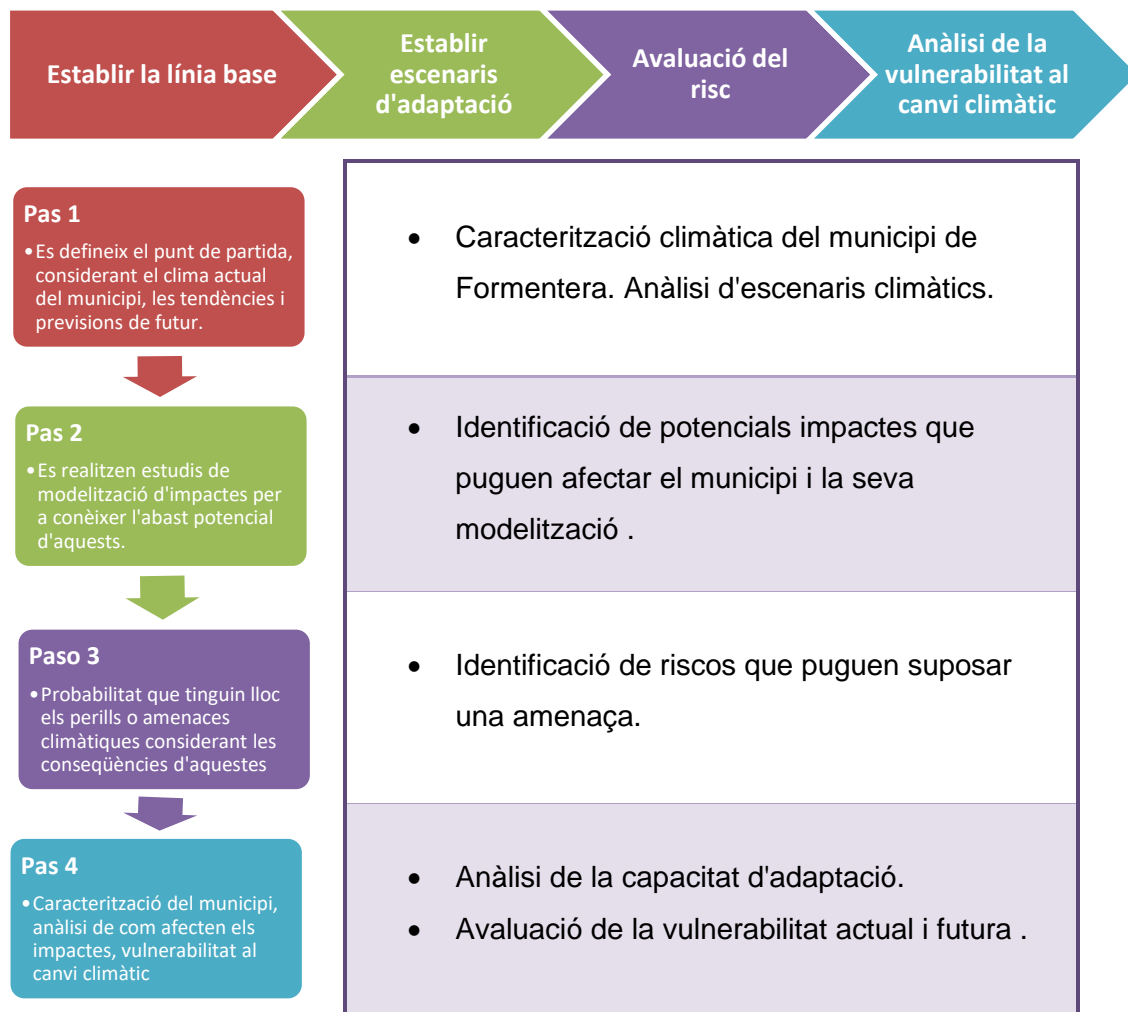 Establir la línia base
Establir
escenaris
d'adaptació
Avaluació del
risc
Anàlisi de la
vulnerabilitat al
canvi climàtic
Pas 1
•Es defineix el punt de partida,
considerant el clima actual
del municipi, les tendències i
previsions de futur.
• Caracterització climàtica del municipi de
Formentera. Anàlisi d'escenaris climàtics.
Pas 2
•Es realitzen estudis de
modelització d'impactes per
a conèixer l'abast potencial
d'aquests.
• Identificació de potencials impactes que
puguen afectar el municipi i la seva
modelització .
Paso 3
•Probabilitat que tinguin lloc
els perills o amenaces
climàtiques considerant les
conseqüències d'aquestes
• Identificació de riscos que puguen suposar
una amenaça.
Pas 4
•Caracterització del municipi,
anàlisi de com afecten els
impactes, vulnerabilitat al
canvi climàtic
• Anàlisi de la capacitat d'adaptació.
• Avaluació de la vulnerabilitat actual i futura .